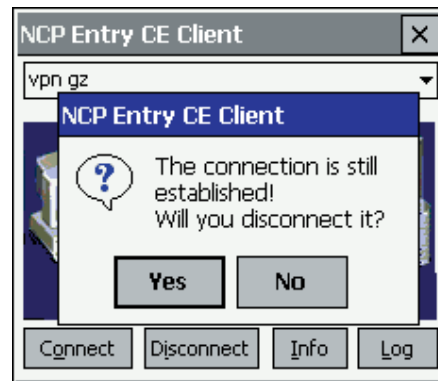 NCP Entry CE Client
vpn gz
NCP Entry CE Client
?
The connection is still
established!
Will you disconnect it?
Yes No
Connect Disconnect Info Log